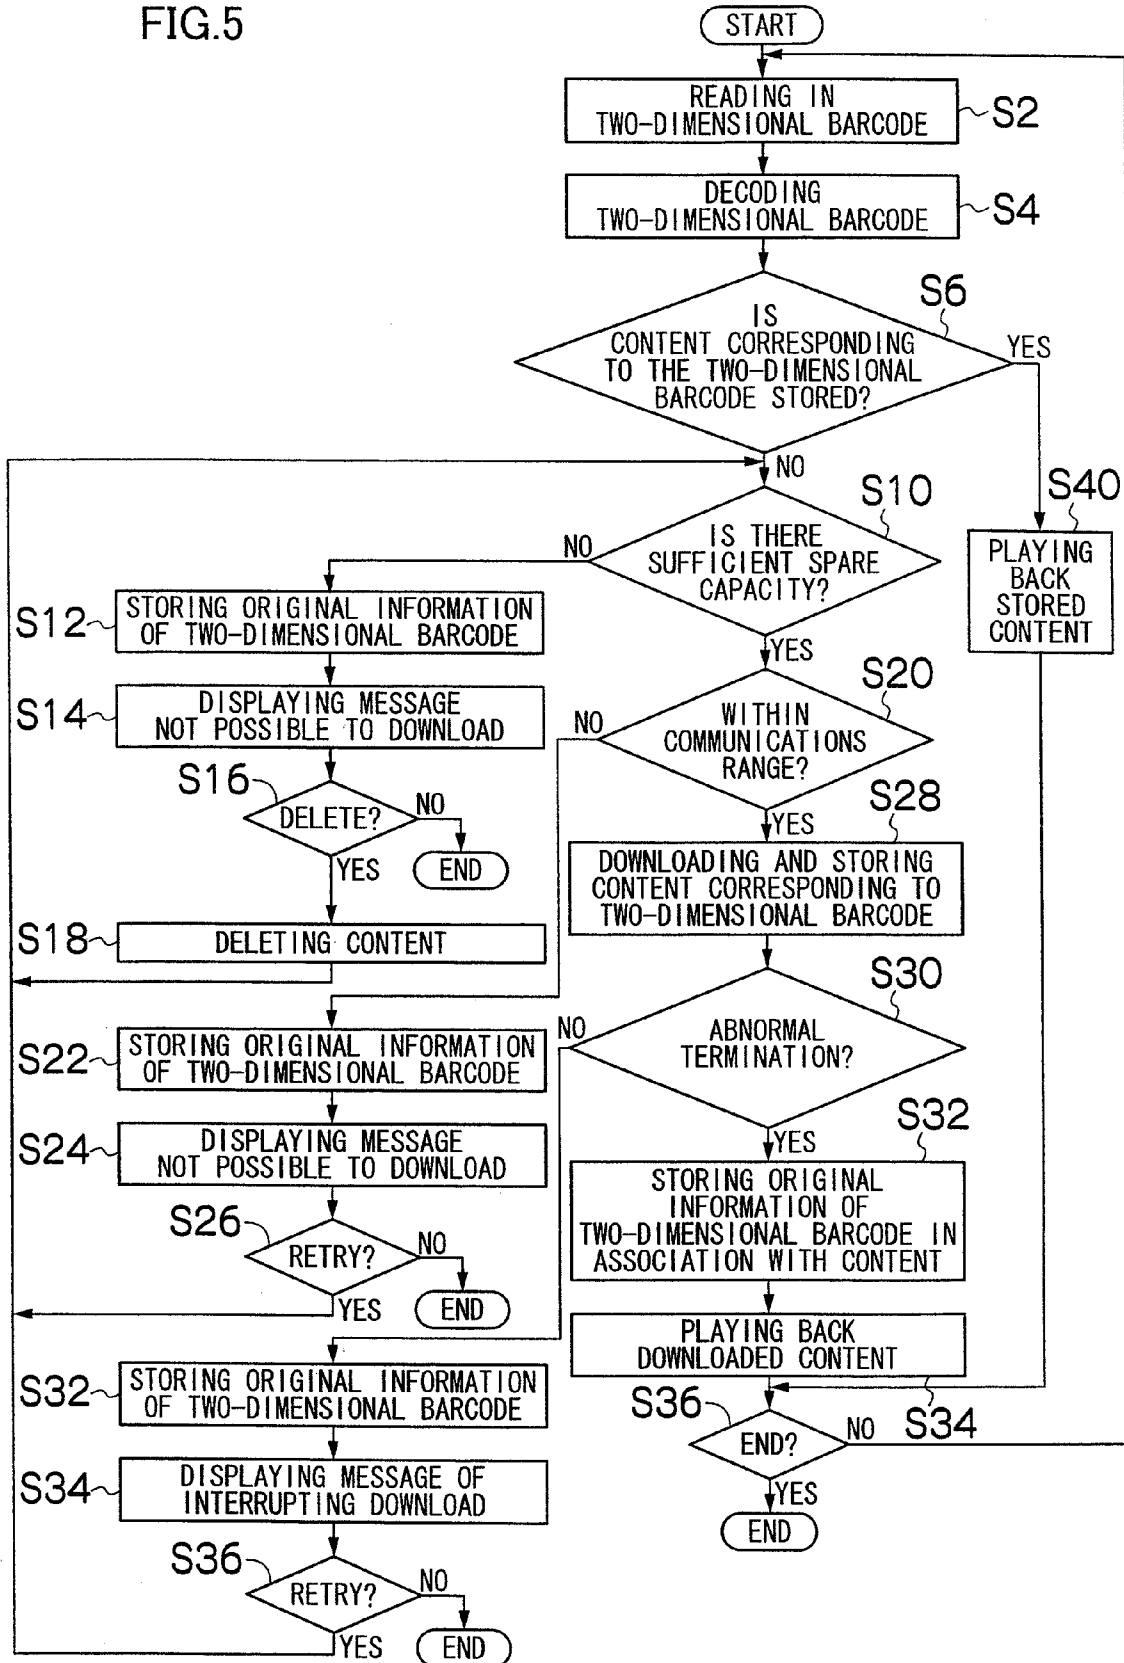 FIG.5
START
READING IN
TWO-DIMENSIONAL BARCODE
S2
DECODING
TWO-DIMENSIONAL BARCODE
S4
S6
IS
CONTENT CORRESPONDING
TO THE TWO-DIMENSIONAL
BARCODE STORED?
YES
NO
S10
S40
IS THERE
SUFFICIENT SPARE
CAPACITY?
NO
PLAYING
BACK
STORED
CONTENT
S12
STORING ORIGINAL INFORMATION
OF TWO-DIMENSIONAL BARCODE
YES
S14
DISPLAYING MESSAGE
NOT POSSIBLE TO DOWNLOAD
S20
NO
WITHIN
COMMUNICATIONS
RANGE?
S16
DELETE?
NO
END
YES
YES
S28
DOWNLOADING AND STORING
CONTENT CORRESPONDING TO
TWO-DIMENSIONAL BARCODE
S18
DELETING CONTENT
S30
NO
ABNORMAL
TERMINATION?
S22
STORING ORIGINAL INFORMATION
OF TWO-DIMENSIONAL BARCODE
S24
DISPLAYING MESSAGE
NOT POSSIBLE TO DOWNLOAD
YES
S32
STORING ORIGINAL
INFORMATION OF
TWO-DIMENSIONAL BARCODE IN
ASSOCIATION WITH CONTENT
S26
RETRY?
NO
END
YES
PLAYING BACK
DOWNLOADED CONTENT
S34
S32
STORING ORIGINAL INFORMATION
OF TWO-DIMENSIONAL BARCODE
S36
END?
NO
YES
END
S34
DISPLAYING MESSAGE OF
INTERRUPTING DOWNLOAD
S36
RETRY?
NO
END
YES